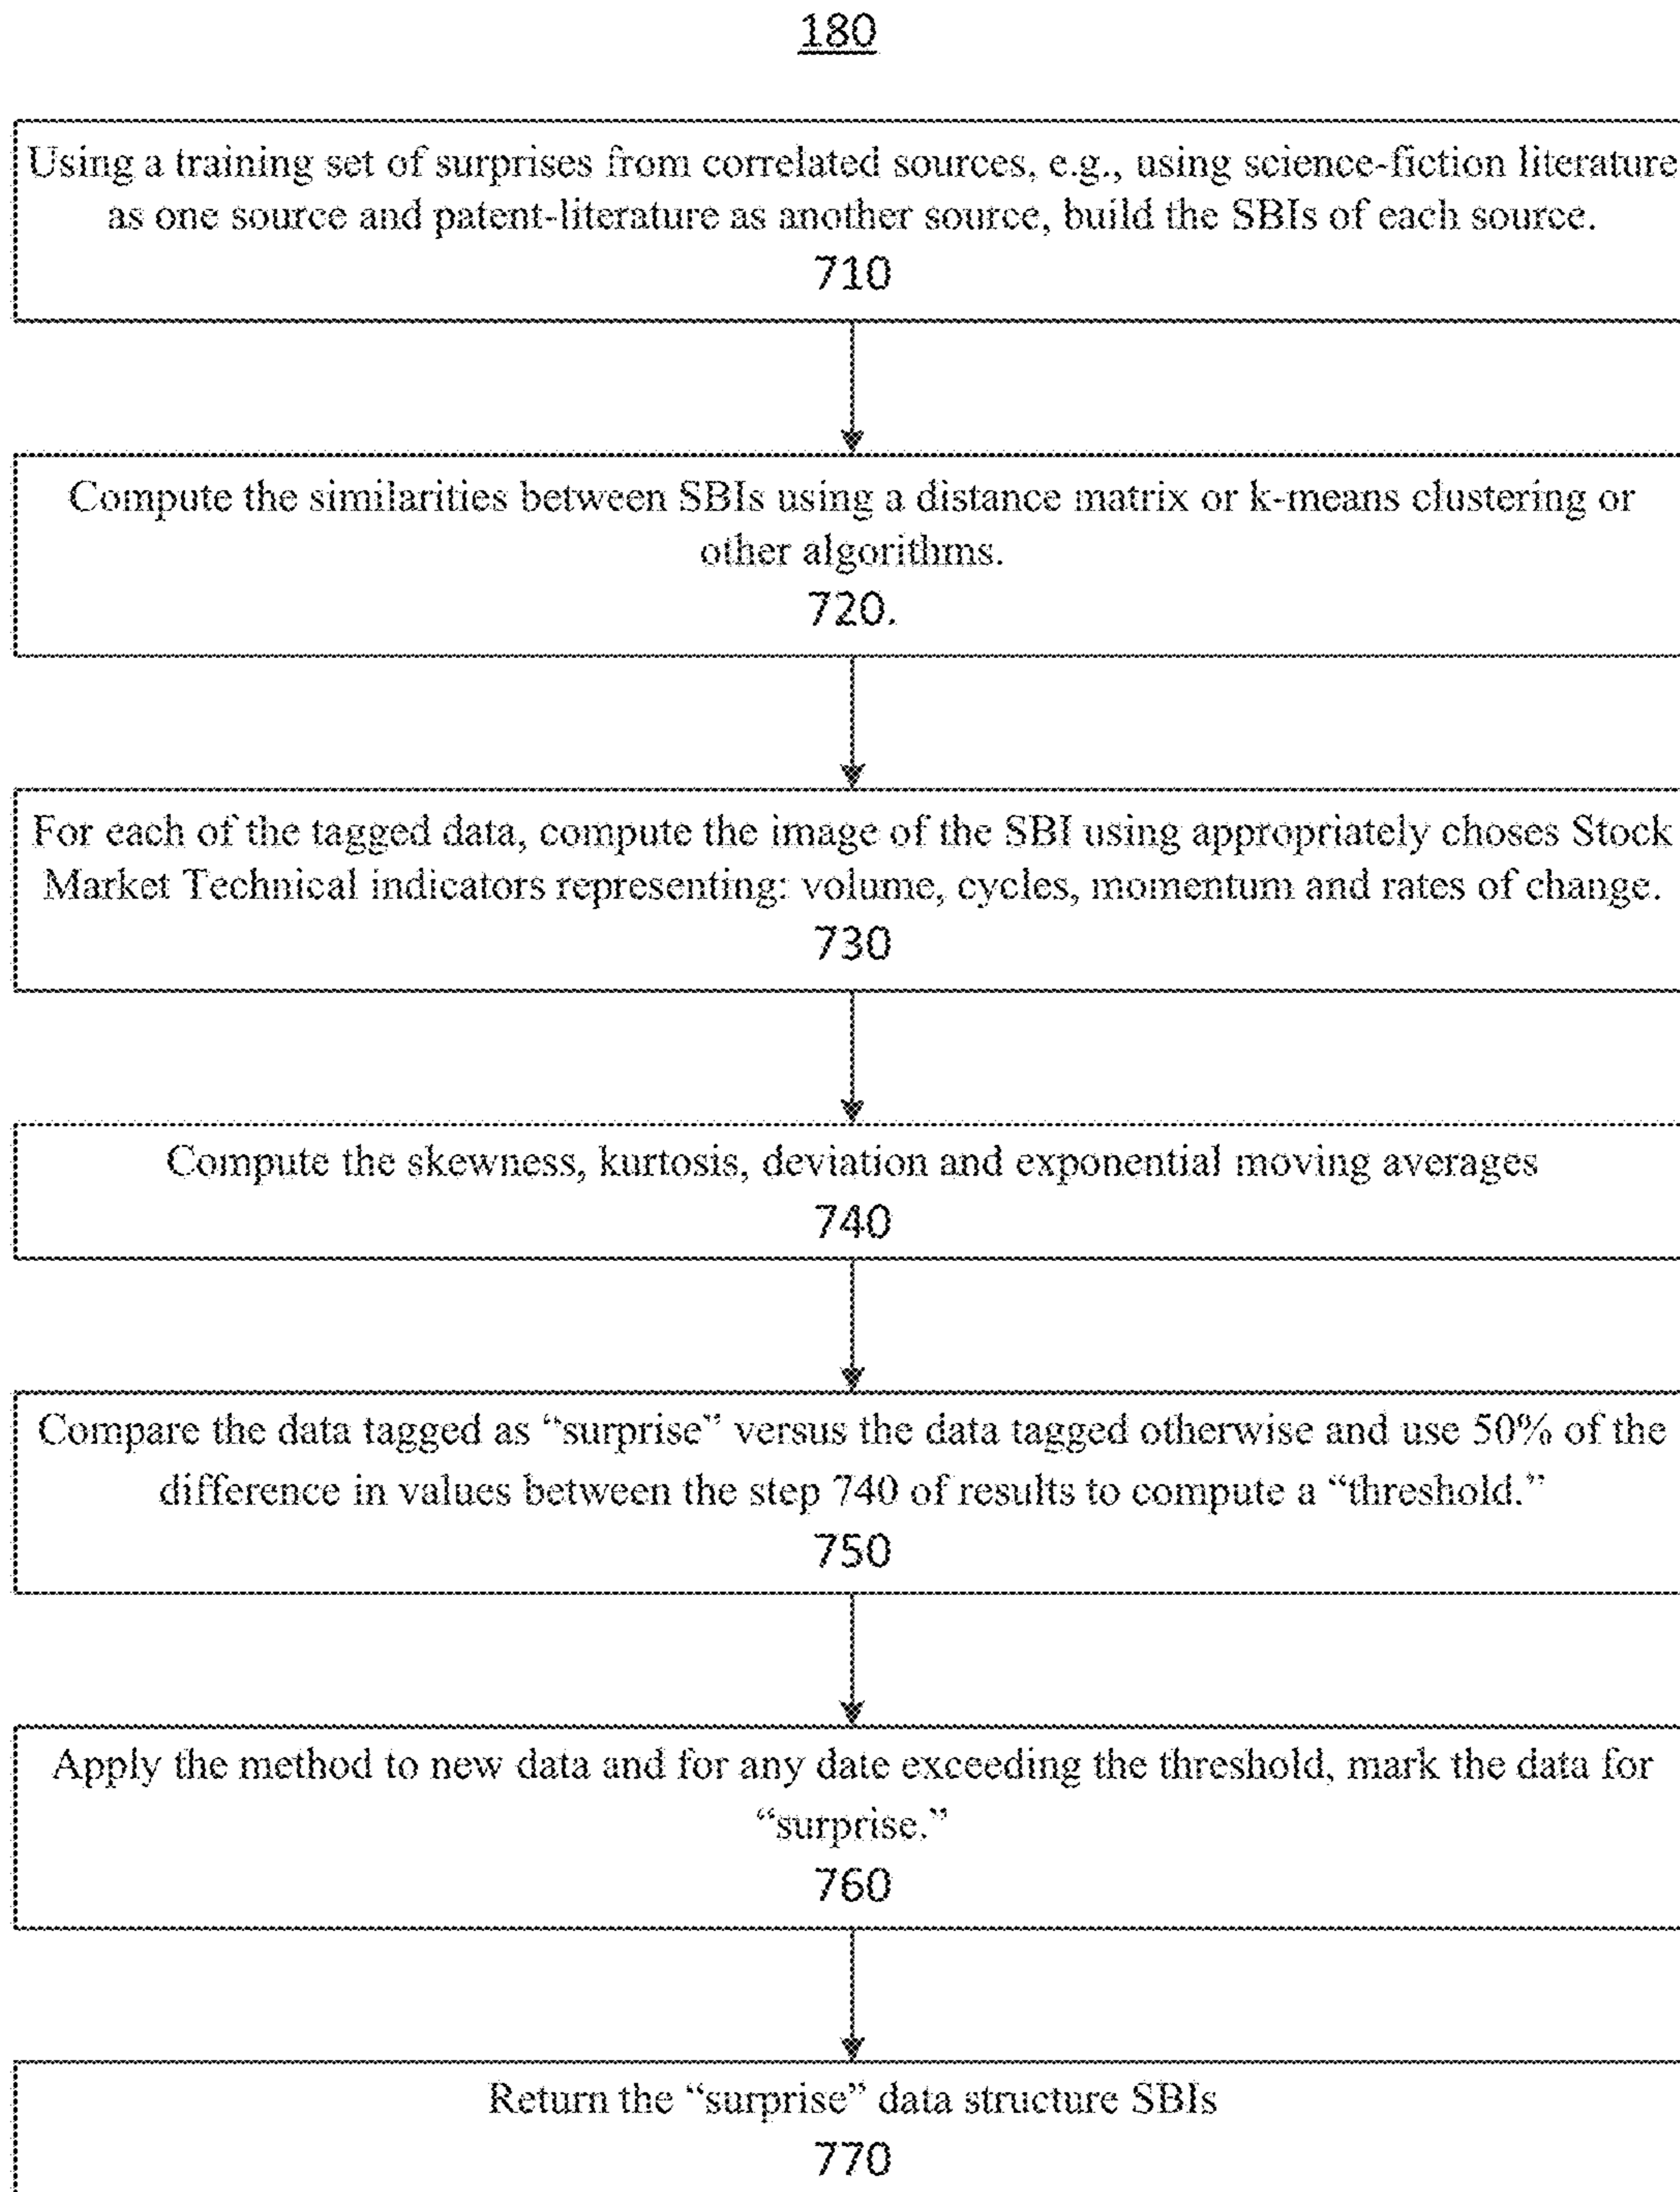 180
Using a training set of surprises from correlated sources, e.g., using science-fiction literature
as one source and patent-literature as another source, build the SBIs of each source.
710
Compute the similarities between SBIs using a distance matrix or k-means clustering or
other algorithms.
720.
For each of the tagged data, compute the image of the SBI using appropriately choses Stock
Market Technical indicators representing: volume, cycles, momentum and rates of change.
730
Compute the skewness, kurtosis, deviation and exponential moving averages
740
Compare the data tagged as “surprise” versus the data tagged otherwise and use 50% of the
difference in values between the step 740 of results to compute a “threshold.”
750
Apply the method to new data and for any date exceeding the threshold, mark the data for
“surprise.”
760
Return the “surprise” data structure SBIs
770